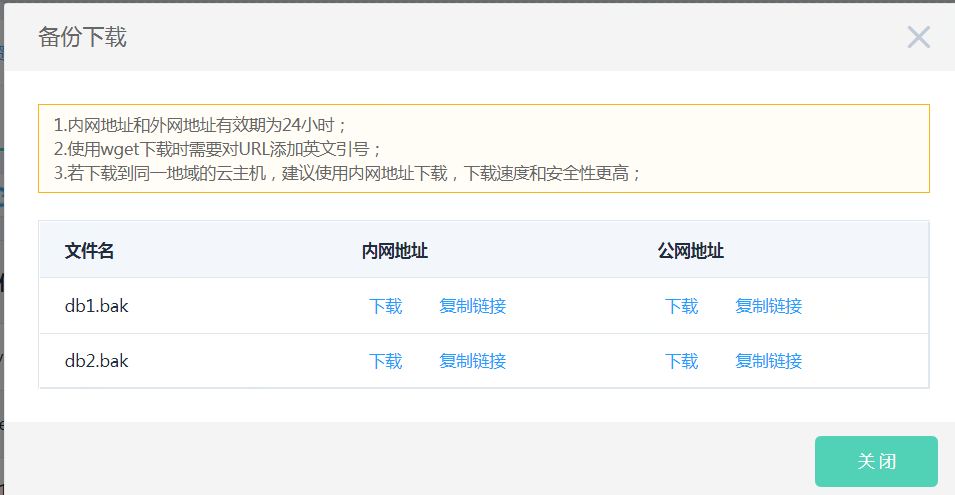 备份下载
1.内网地址和外网地址有效期为24小时；
2.使用wget下载时需要对URL添加英文引号；
3.若下载到同一地域的云主机，建议使用内网地址下载，下载速度和安全性更高；
文件名 内网地址 公网地址
db1.bak 下载 复制链接 下载 复制链接
db2.bak 下载 复制链接 下载 复制链接
关闭